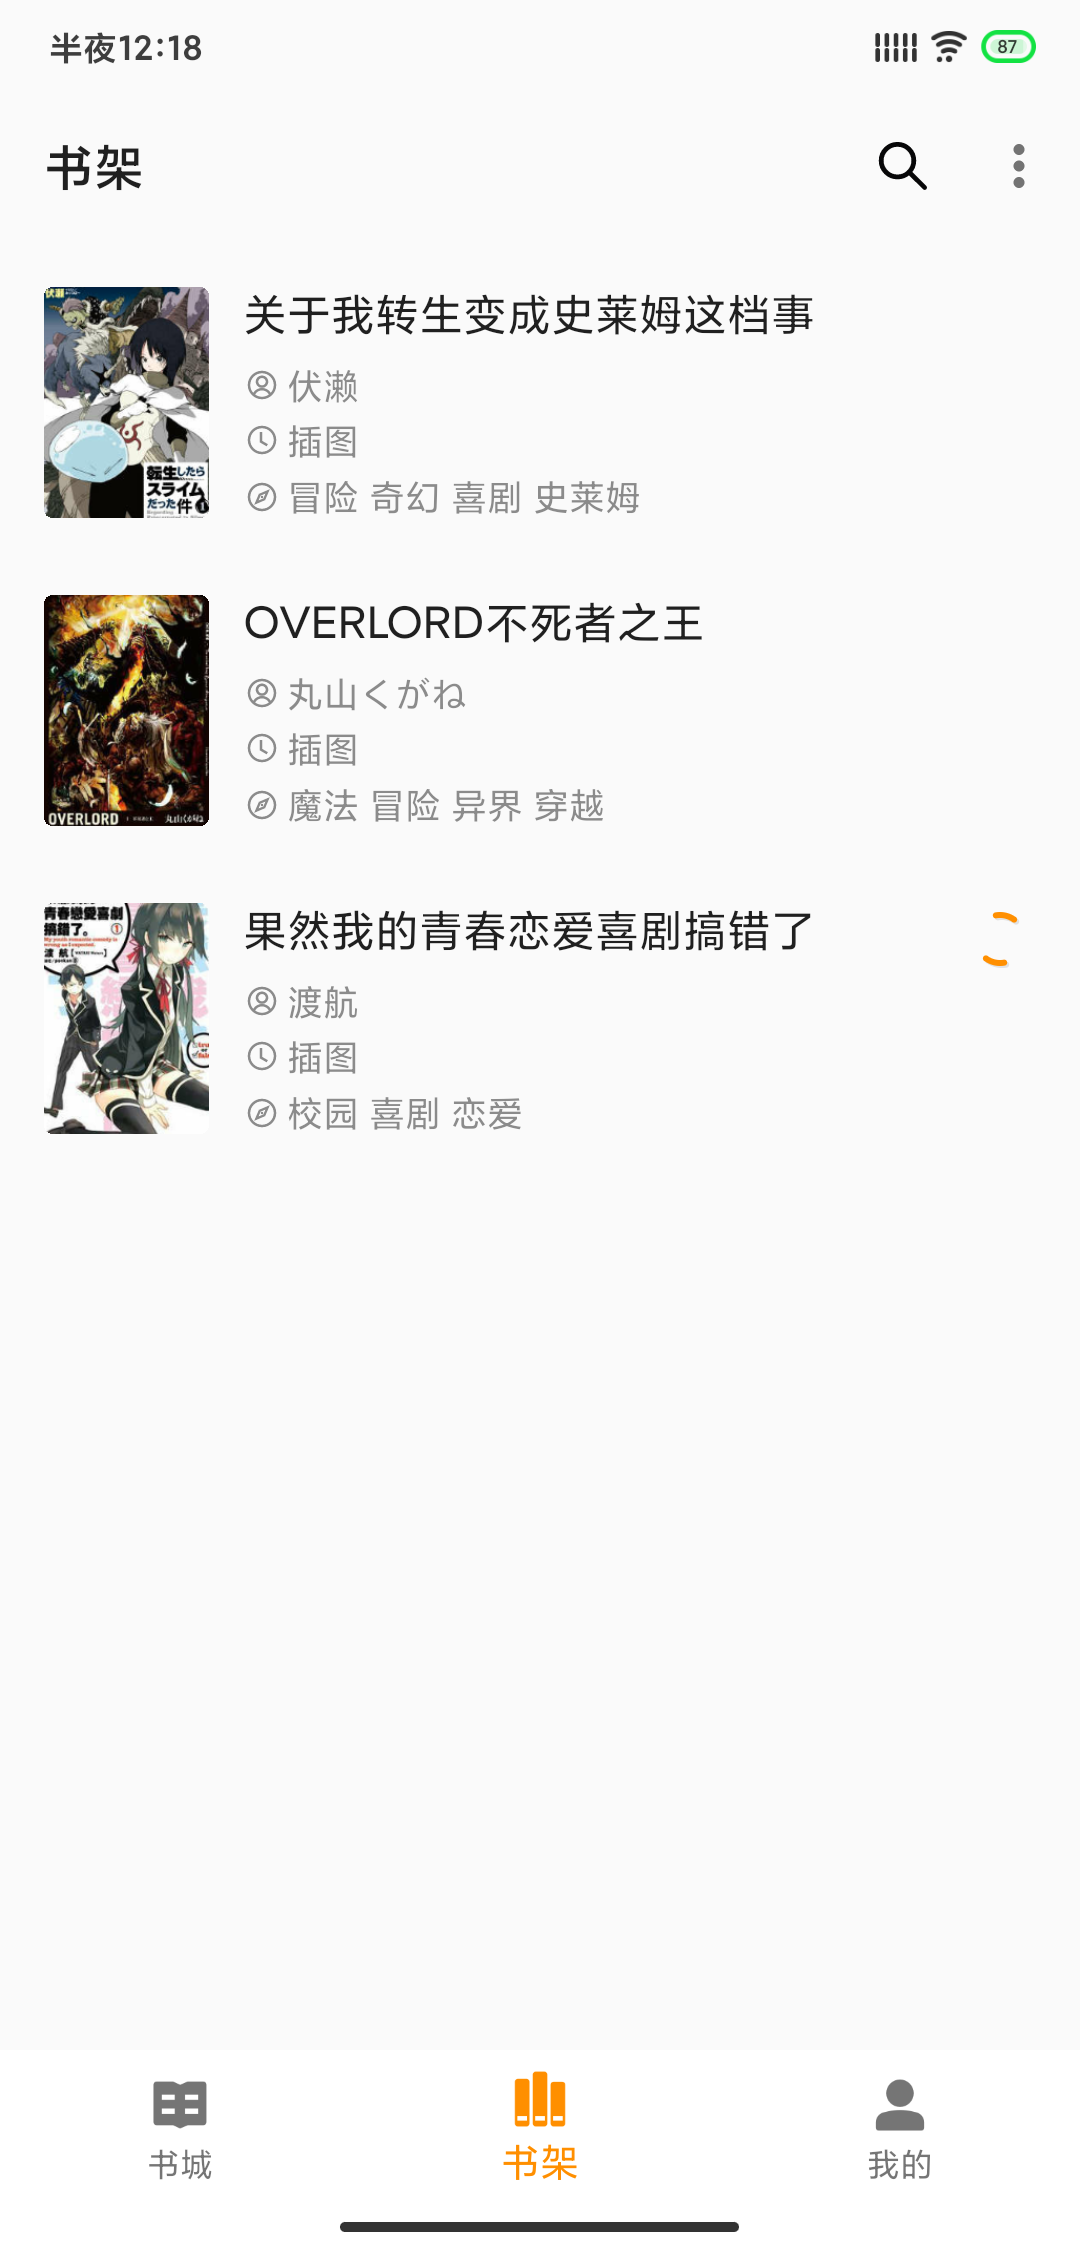 半夜12:18
87
书架
关于我转生变成史莱姆这档事
伏濑
插图
冒险 奇幻 喜剧 史莱姆
伏瀬
転生したら
スライム
だった件
OVERLORD不死者之王
丸山くがね
插图
魔法 冒险 异界 穿越
OVERLORD
丸山くがね
果然我的青春恋爱喜剧搞错了
渡航
插图
校园 喜剧 恋爱
青春戀愛喜劇
搞錯了。①
渡 航
书城
书架
我的